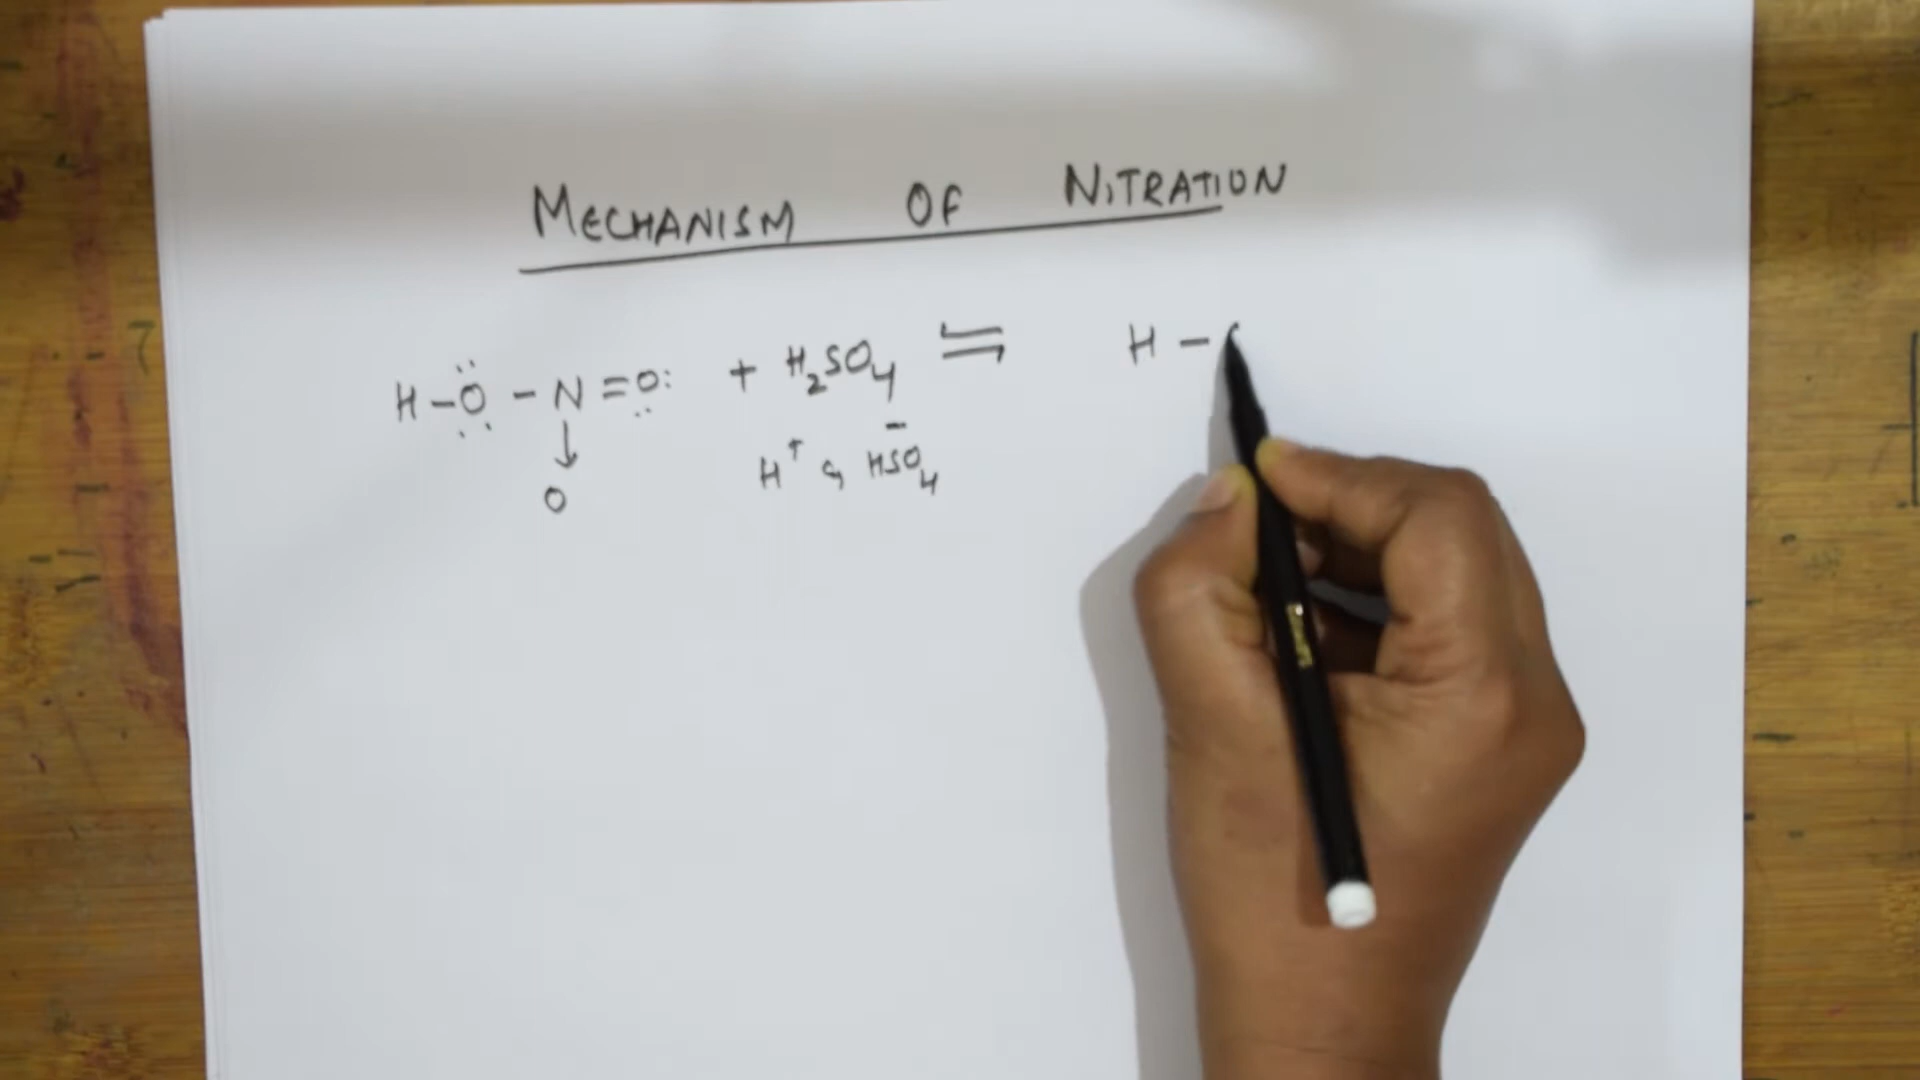 MECHANISM OF NITRATION
H-Ö-N=O: + H2SO4 ⇌ H-
↓ H+ & HSO4-
O